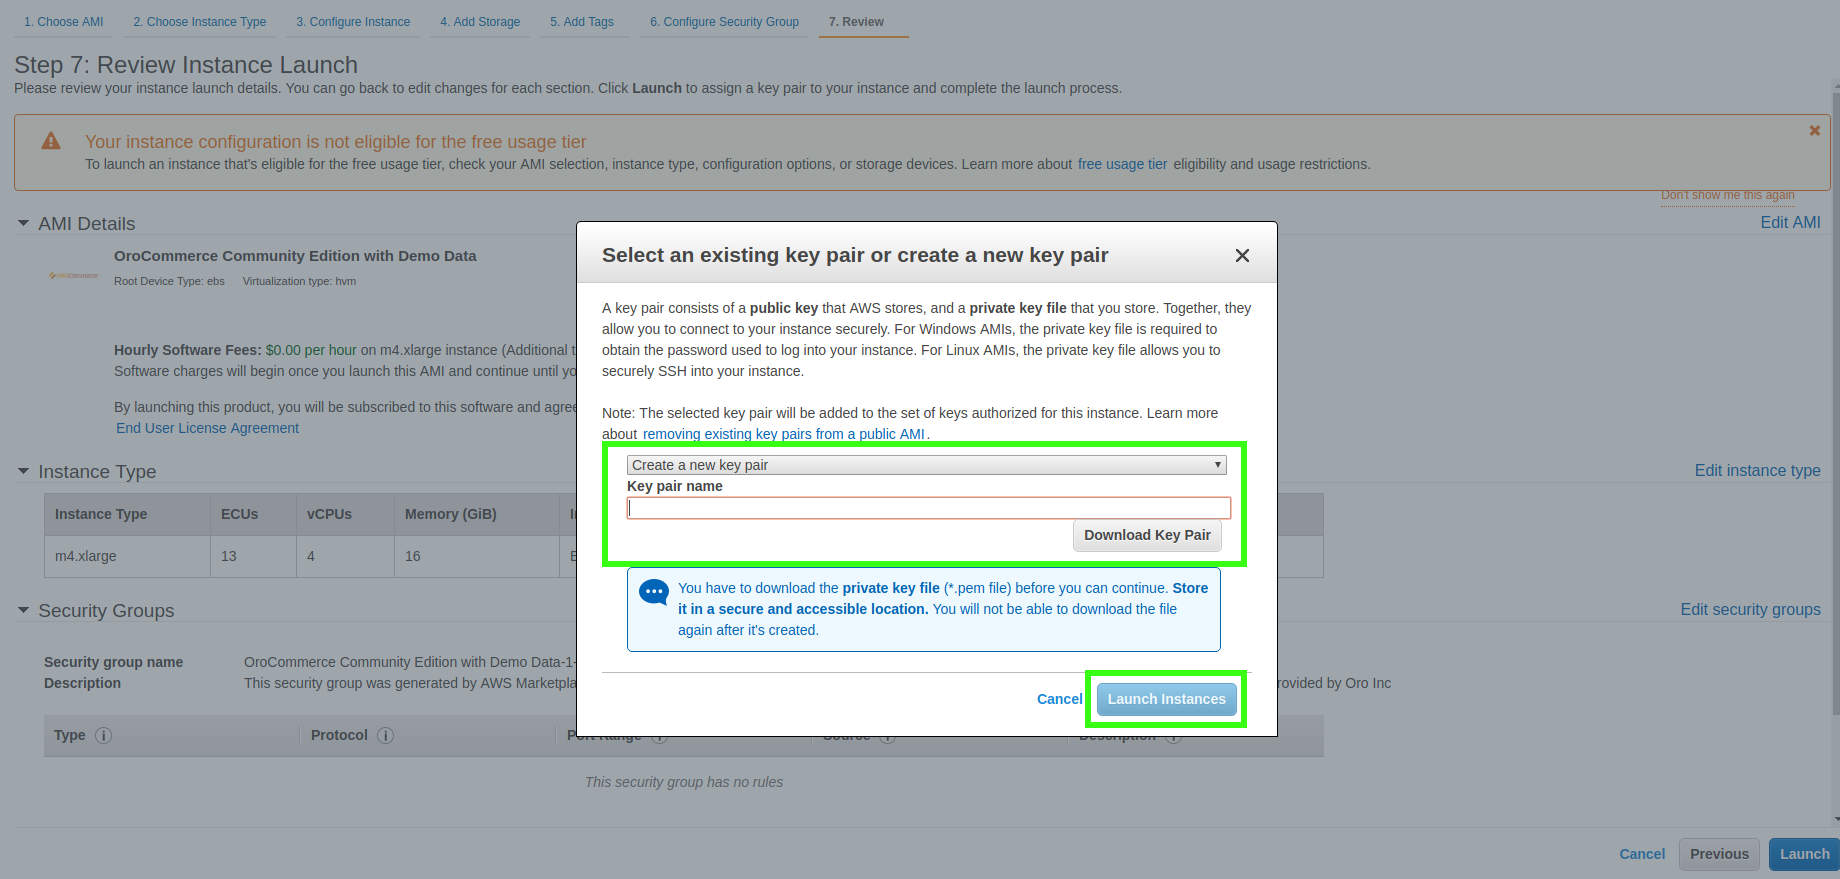 1. Choose AMI 2. Choose Instance Type 3. Configure Instance 4. Add Storage 5. Add Tags 6. Configure Security Group 7. Review
Step 7: Review Instance Launch
Please review your instance launch details. You can go back to edit changes for each section. Click Launch to assign a key pair to your instance and complete the launch process.
Your instance configuration is not eligible for the free usage tier
To launch an instance that's eligible for the free usage tier, check your AMI selection, instance type, configuration options, or storage devices. Learn more about free usage tier eligibility and usage restrictions.
Don't show me this again
AMI Details
Edit AMI
OroCommerce Community Edition with Demo Data
Root Device Type: ebs Virtualization type: hvm
Hourly Software Fees: $0.00 per hour on m4.xlarge instance (Additional t
Software charges will begin once you launch this AMI and continue until yo
By launching this product, you will be subscribed to this software and agree
End User License Agreement
Instance Type
Edit instance type
Instance Type ECUs vCPUs Memory (GiB)
m4.xlarge 13 4 16
Security Groups
Edit security groups
Security group name OroCommerce Community Edition with Demo Data-1-
Description This security group was generated by AWS Marketpla rovided by Oro Inc
Type Protocol Port Range Source Description
This security group has no rules
Cancel Previous Launch
Select an existing key pair or create a new key pair
A key pair consists of a public key that AWS stores, and a private key file that you store. Together, they
allow you to connect to your instance securely. For Windows AMIs, the private key file is required to
obtain the password used to log into your instance. For Linux AMIs, the private key file allows you to
securely SSH into your instance.
Note: The selected key pair will be added to the set of keys authorized for this instance. Learn more
about removing existing key pairs from a public AMI.
Create a new key pair
Key pair name
Download Key Pair
You have to download the private key file (*.pem file) before you can continue. Store
it in a secure and accessible location. You will not be able to download the file
again after it's created.
Cancel Launch Instances